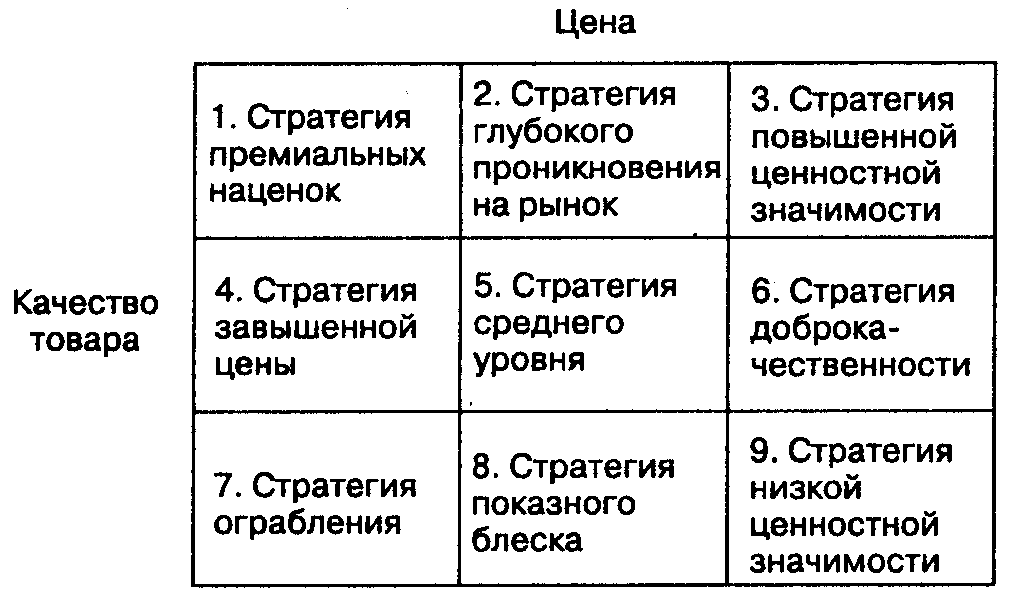 Цена
1. Стратегия
премиальных
наценок
2. Стратегия
глубокого
проникновения
на рынок
3. Стратегия
повышенной
ценностной
значимости
Качество
товара
4. Стратегия
завышенной
цены
5. Стратегия
среднего
уровня
6. Стратегия
доброка-
чественности
7. Стратегия
ограбления
8. Стратегия
показного
блеска
9. Стратегия
низкой
ценностной
значимости